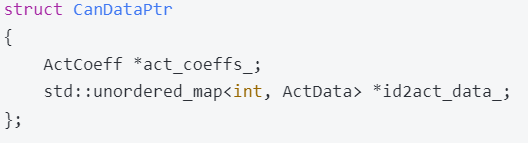 struct CanDataPtr
{
    ActCoeff *act_coeffs_;
    std::unordered_map<int, ActData> *id2act_data_;
};